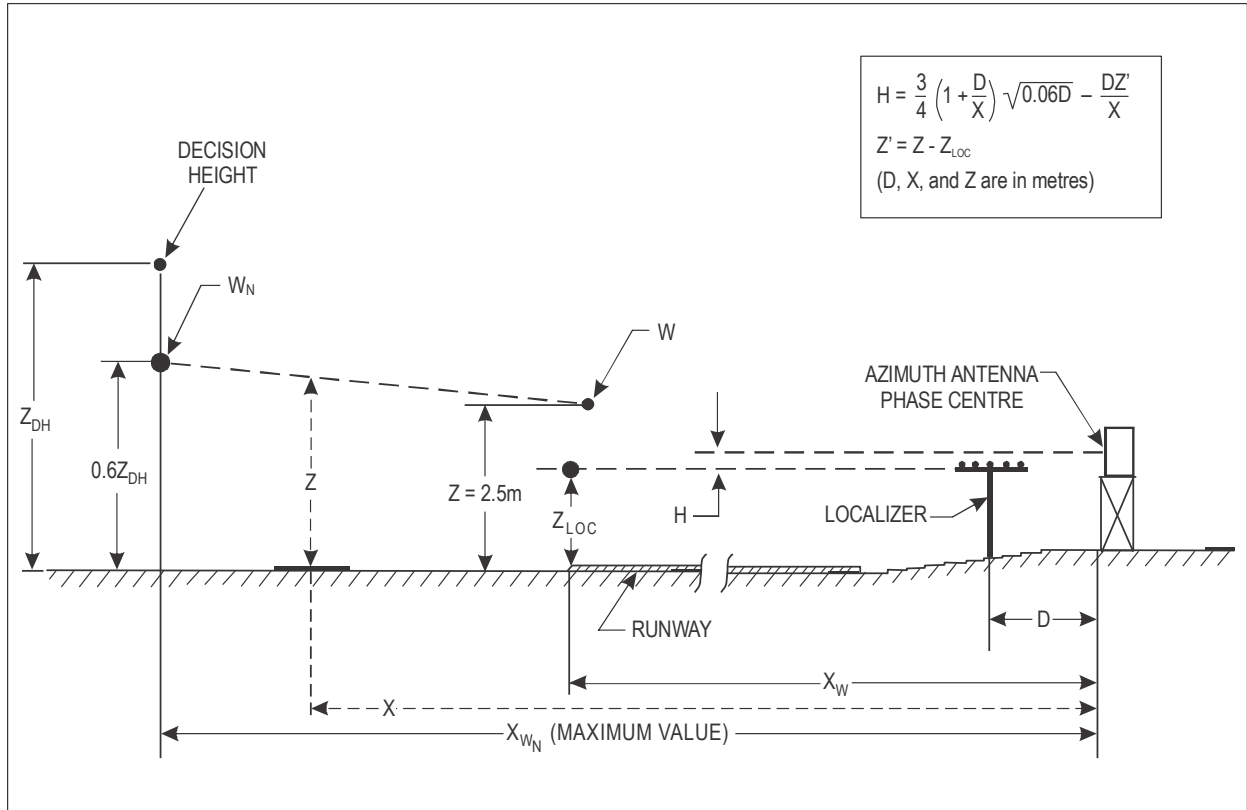 H = 3/4 (1 + D/X) √0.06D – DZ'/X
Z' = Z - Z_LOC
(D, X, and Z are in metres)
DECISION
HEIGHT
W_N
W
AZIMUTH ANTENNA
PHASE CENTRE
Z_DH
0.6Z_DH
Z
Z = 2.5m
Z_LOC
H
LOCALIZER
RUNWAY
D
X_W
X
X_W_N (MAXIMUM VALUE)